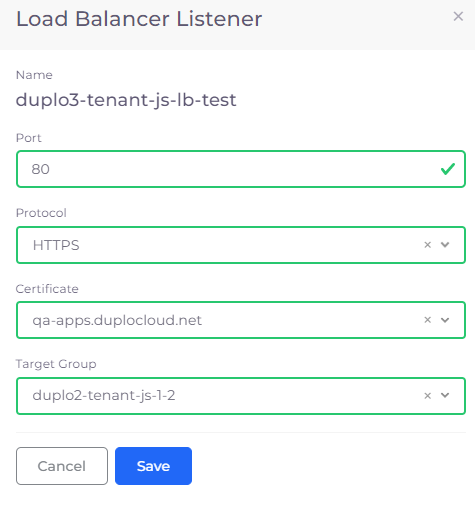 Load Balancer Listener
Name
duplo3-tenant-js-lb-test
Port
80
Protocol
HTTPS
Certificate
qa-apps.duplocloud.net
Target Group
duplo2-tenant-js-1-2
Cancel Save